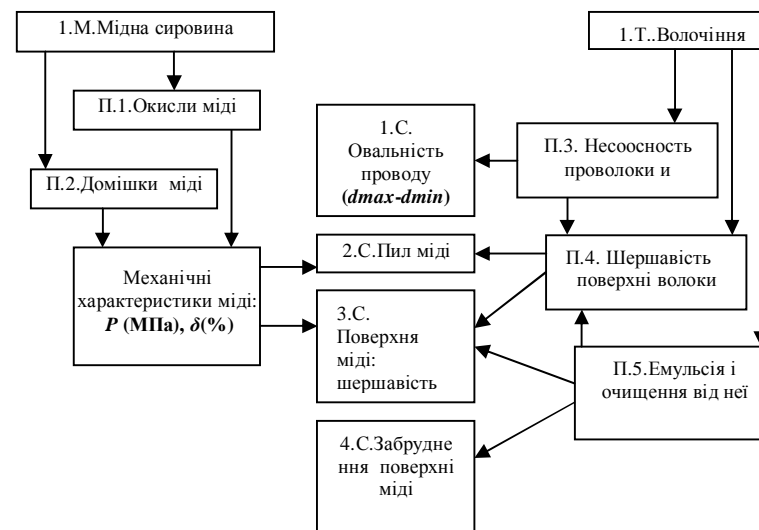 1.М.Мідна сировина
1.Т..Волочіння
П.1.Окисли міді
1.С.
Овальність
проводу
(dmax-dmin)
П.3. Несоосность
проволоки и
П.2.Домішки міді
2.С.Пил міді
П.4. Шершавість
поверхні волоки
Механічні
характеристики міді:
P (МПа), δ(%)
3.С.
Поверхня
міді:
шершавість
П.5.Емульсія і
очищення від неї
4.С.Забрудне
ння поверхні
міді